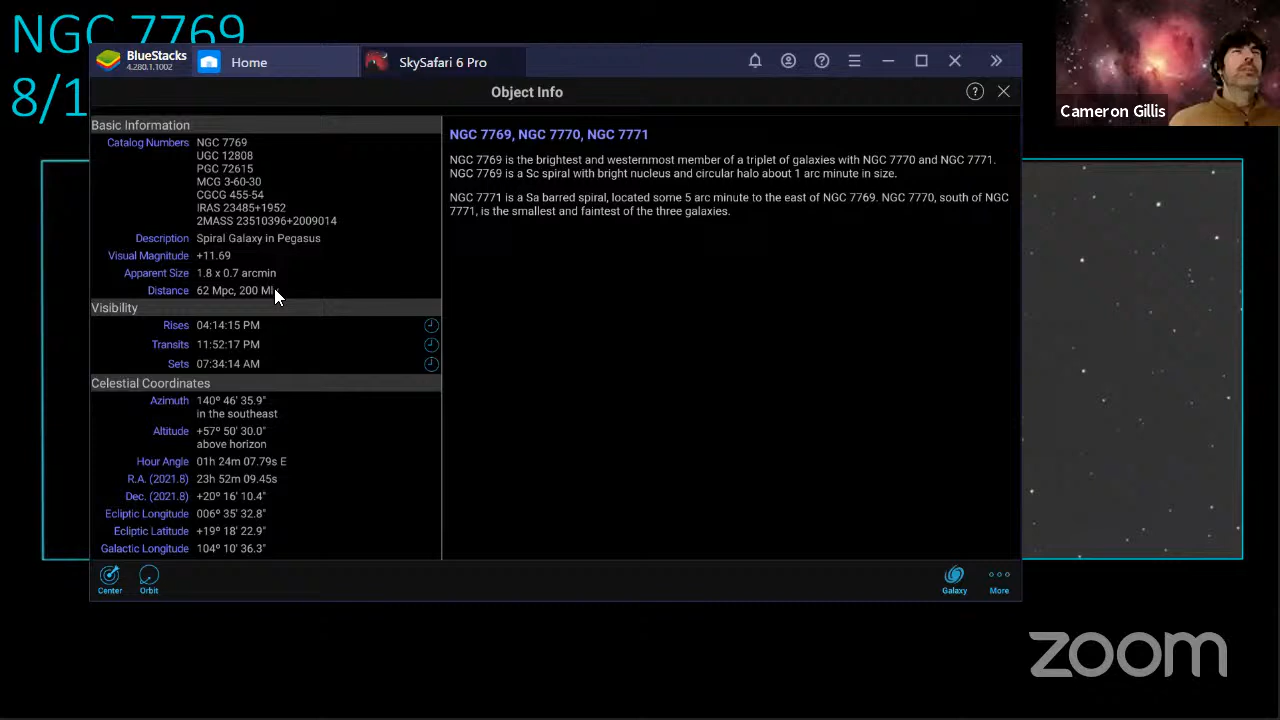 NGC 7769
8/1
BlueStacks
4.280.1.1002
Home
SkySafari 6 Pro
Cameron Gillis
Object Info
Basic Information
Catalog Numbers NGC 7769
UGC 12808
PGC 72615
MCG 3-60-30
CGCG 455-54
IRAS 23485+1952
2MASS 23510396+2009014
Description Spiral Galaxy in Pegasus
Visual Magnitude +11.69
Apparent Size 1.8 x 0.7 arcmin
Distance 62 Mpc, 200
Visibility
Rises 04:14:15 PM
Transits 11:52:17 PM
Sets 07:34:14 AM
Celestial Coordinates
Azimuth 140º 46' 35.9"
in the southeast
Altitude +57º 50' 30.0"
above horizon
Hour Angle 01h 24m 07.79s E
R.A. (2021.8) 23h 52m 09.45s
Dec. (2021.8) +20º 16' 10.4"
Ecliptic Longitude 006º 35' 32.8"
Ecliptic Latitude +19º 18' 22.9"
Galactic Longitude 104º 10' 36.3"
NGC 7769, NGC 7770, NGC 7771
NGC 7769 is the brightest and westernmost member of a triplet of galaxies with NGC 7770 and NGC 7771.
NGC 7769 is a Sc spiral with bright nucleus and circular halo about 1 arc minute in size.
NGC 7771 is a Sa barred spiral, located some 5 arc minute to the east of NGC 7769. NGC 7770, south of NGC
7771, is the smallest and faintest of the three galaxies.
Center
Orbit
Galaxy
More
zoom